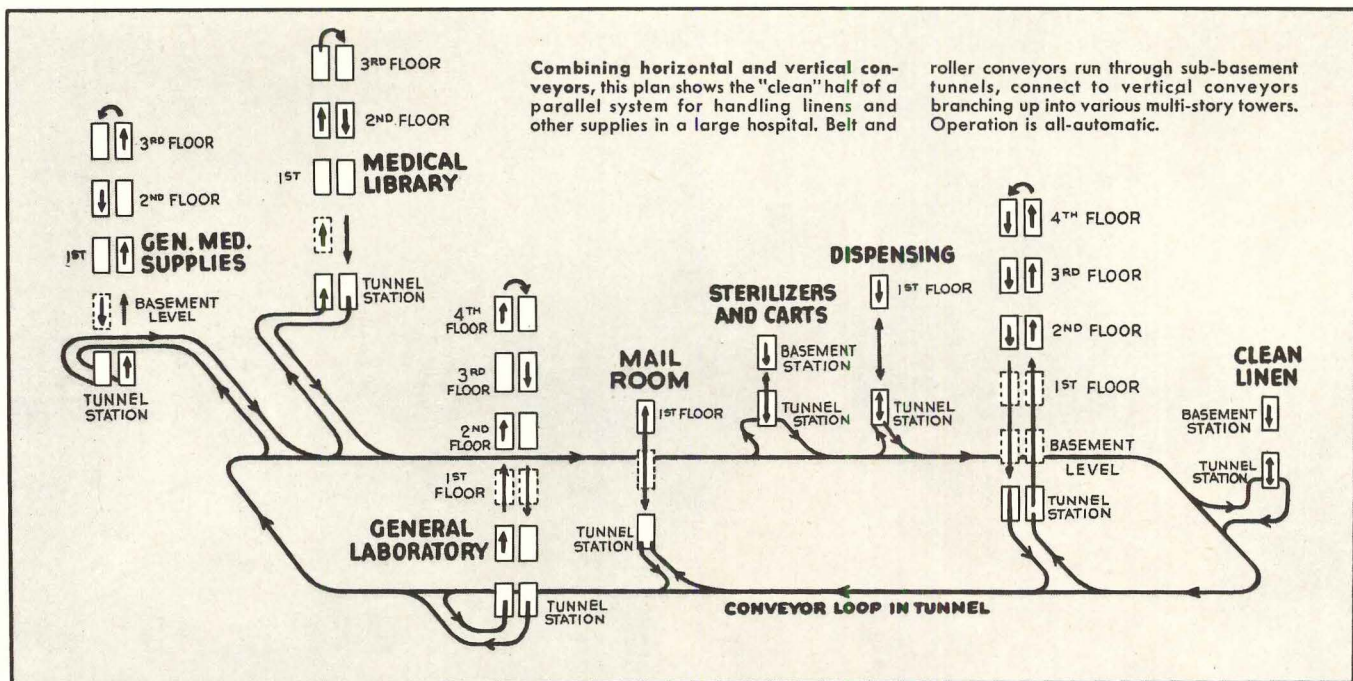 Combining horizontal and vertical con-
veyors, this plan shows the "clean" half of a
parallel system for handling linens and
other supplies in a large hospital. Belt and
roller conveyors run through sub-basement
tunnels, connect to vertical conveyors
branching up into various multi-story towers.
Operation is all-automatic.
3RD FLOOR
2ND FLOOR
1ST
GEN. MED.
SUPPLIES
BASEMENT
LEVEL
TUNNEL
STATION
3RD FLOOR
2ND FLOOR
1ST
MEDICAL
LIBRARY
TUNNEL
STATION
4TH
FLOOR
3RD
FLOOR
2ND
FLOOR
1ST
FLOOR
GENERAL
LABORATORY
TUNNEL
STATION
MAIL
ROOM
1ST FLOOR
TUNNEL
STATION
STERILIZERS
AND CARTS
BASEMENT
STATION
TUNNEL
STATION
DISPENSING
1ST FLOOR
TUNNEL
STATION
4TH
FLOOR
3RD
FLOOR
2ND
FLOOR
1ST
FLOOR
BASEMENT
LEVEL
TUNNEL
STATION
CLEAN
LINEN
BASEMENT
STATION
TUNNEL
STATION
CONVEYOR LOOP IN TUNNEL